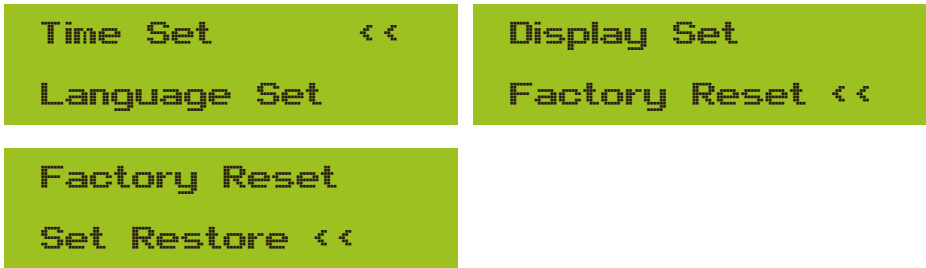 Time Set <<
Language Set
Display Set
Factory Reset <<
Factory Reset
Set Restore <<